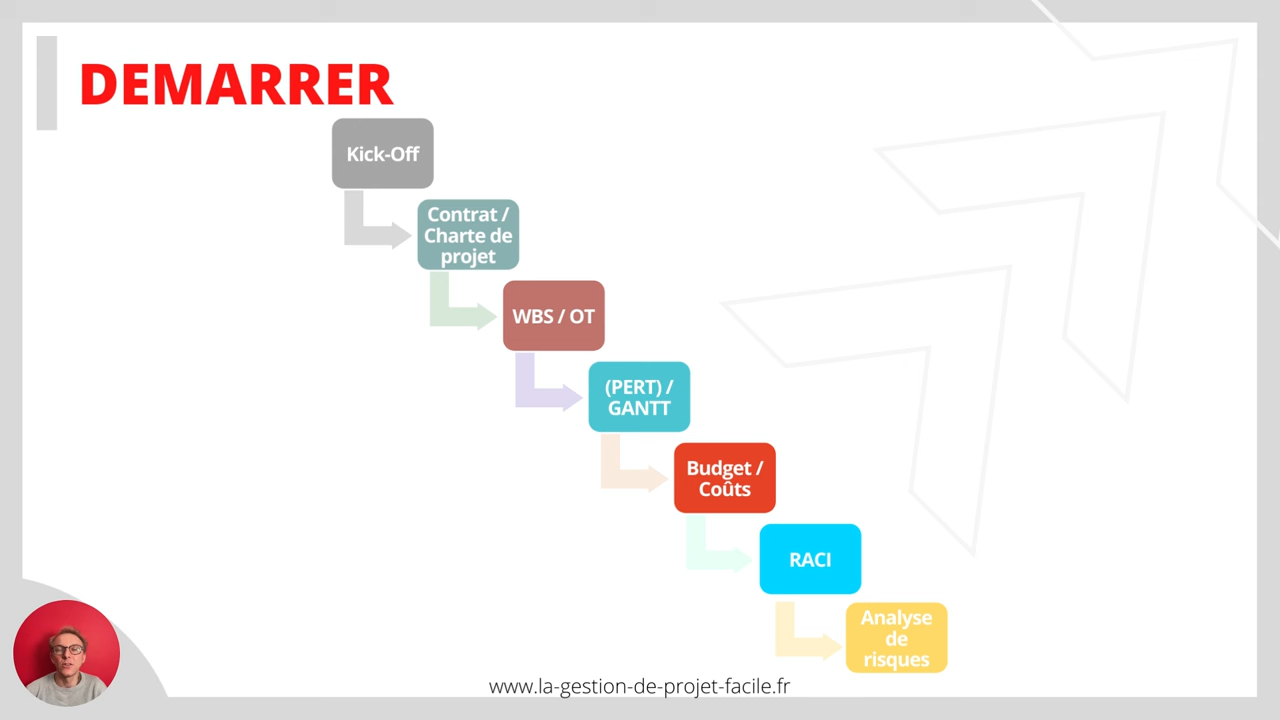 DEMARRER
Kick-Off
Contrat /
Charte de
projet
WBS / OT
(PERT) /
GANTT
Budget /
Coûts
RACI
Analyse
de
risques
www.la-gestion-de-projet-facile.fr